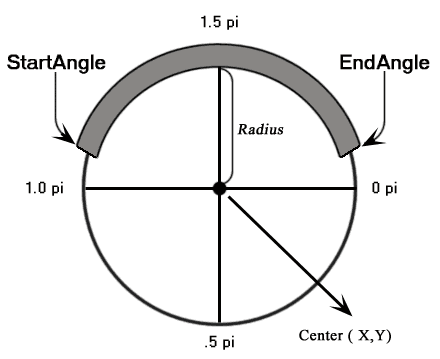 1.5 pi
StartAngle
EndAngle
Radius
1.0 pi
0 pi
.5 pi
Center ( X,Y)